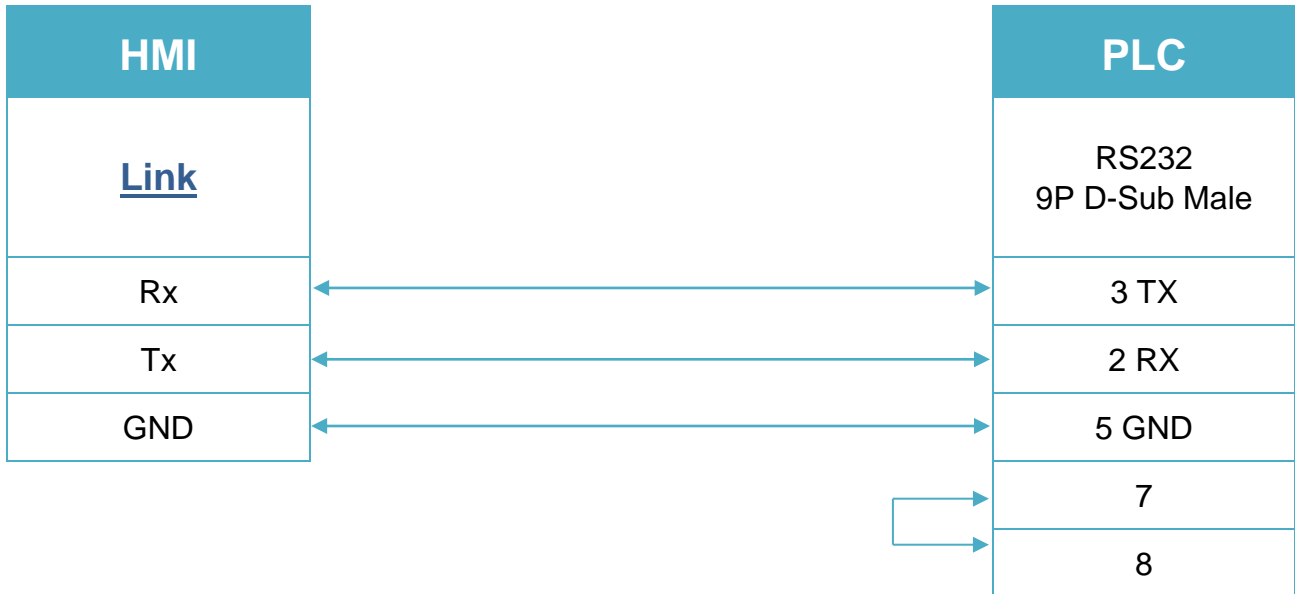 HMI
PLC
Link
RS232
9P D-Sub Male
Rx
3 TX
Tx
2 RX
GND
5 GND
7
8